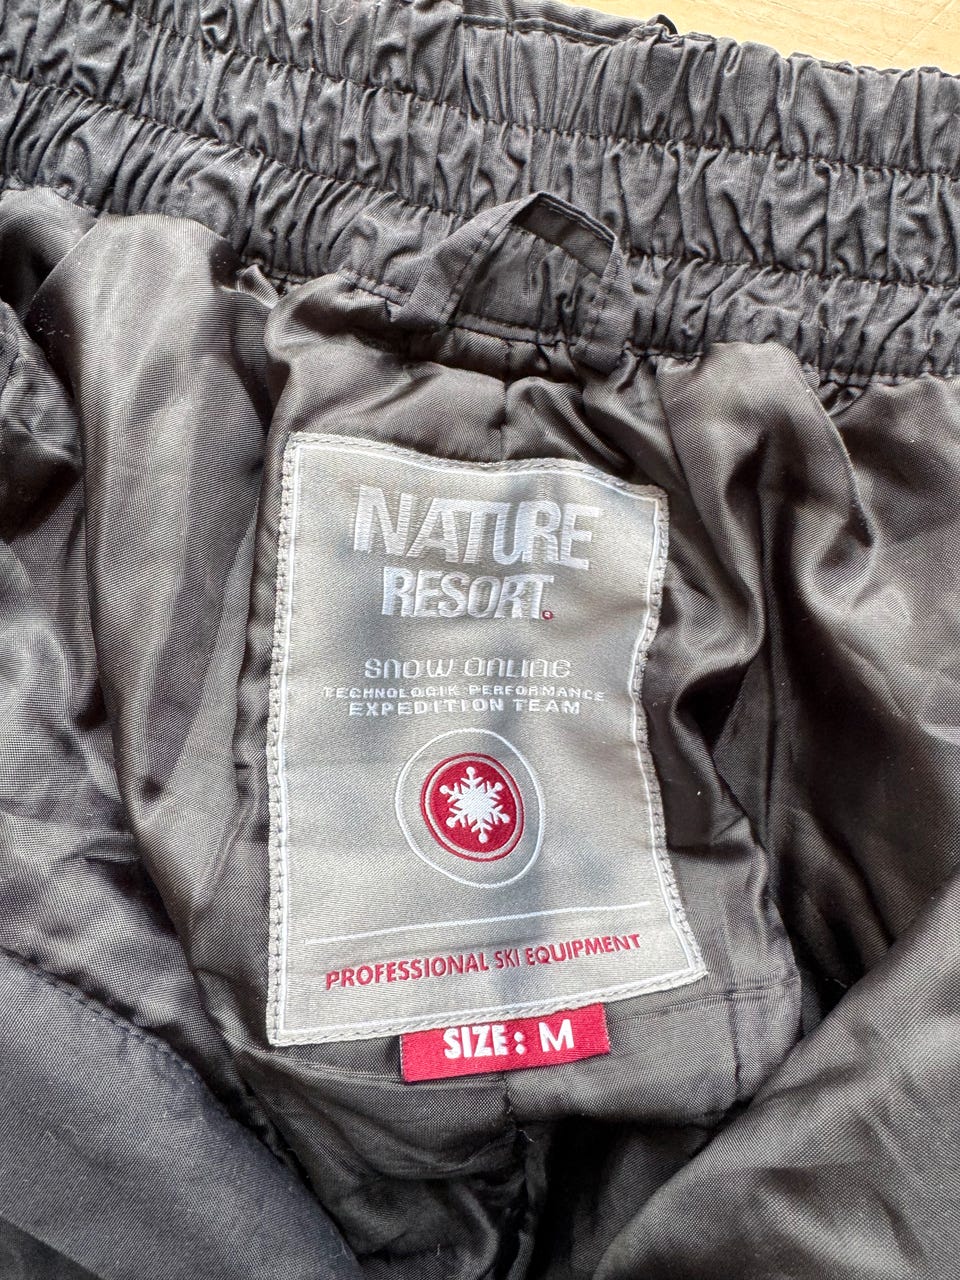 NATURE
RESORT®
SNOW ONLINE
TECHNOLOGIK PERFORMANCE
EXPEDITION TEAM
PROFESSIONAL SKI EQUIPMENT
SIZE: M